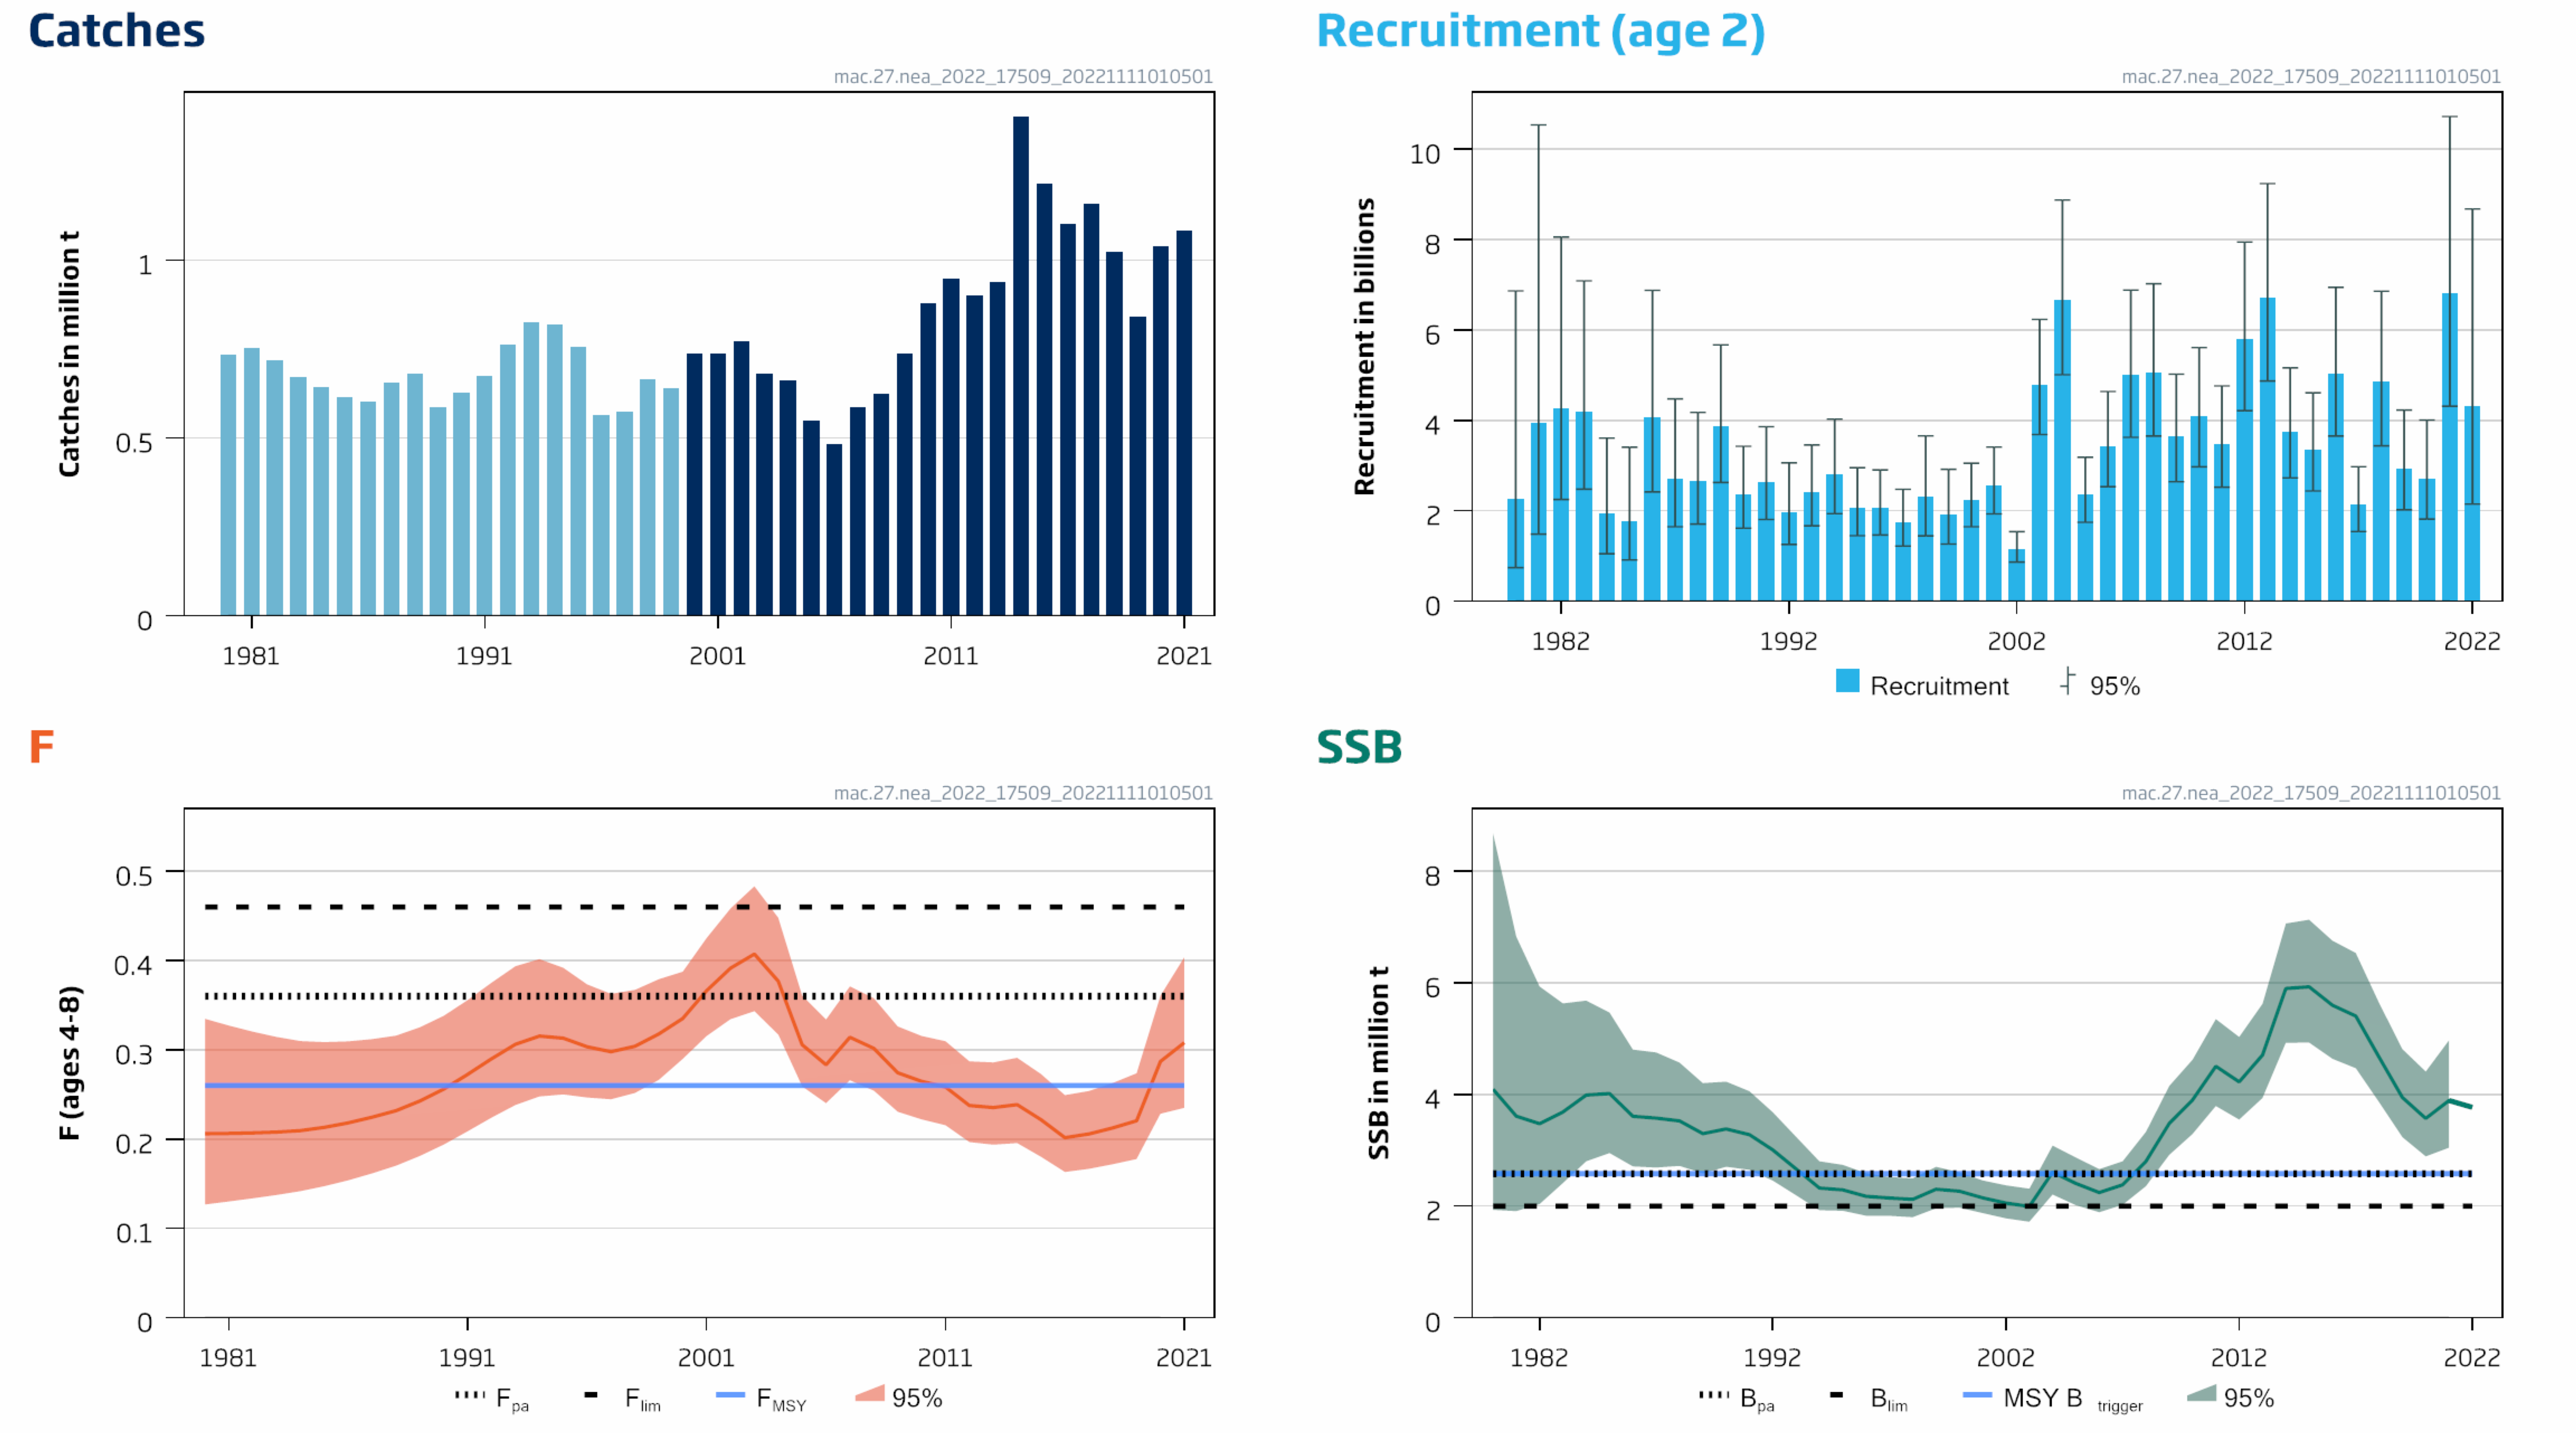 Catches
mac.27.nea_2022_17509_20221111010501
Catches in million t
1
0.5
0
1981 1991 2001 2011 2021
Recruitment (age 2)
mac.27.nea_2022_17509_20221111010501
Recruitment in billions
10
8
6
4
2
0
1982 1992 2002 2012 2022
Recruitment 95%
F
mac.27.nea_2022_17509_20221111010501
F (ages 4-8)
0.5
0.4
0.3
0.2
0.1
0
1981 1991 2001 2011 2021
Fpa Flim FMSY 95%
SSB
mac.27.nea_2022_17509_20221111010501
SSB in million t
8
6
4
2
0
1982 1992 2002 2012 2022
Bpa Blim MSY B trigger 95%